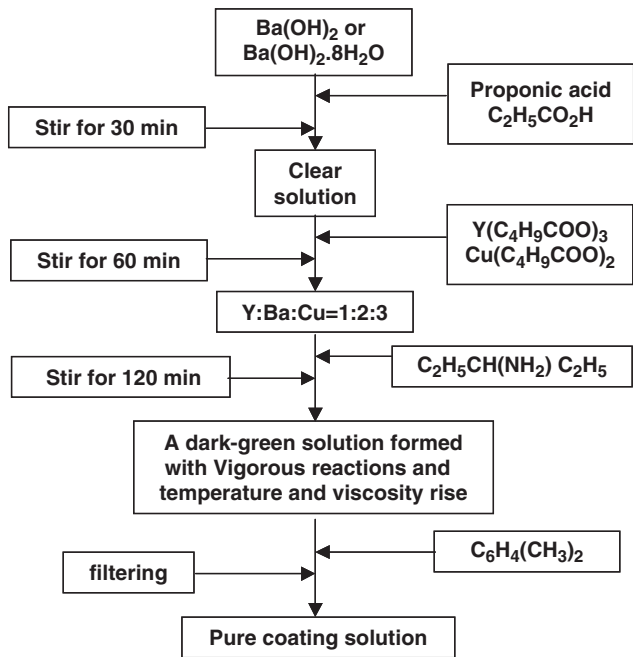 Ba(OH)₂ or
Ba(OH)₂.8H₂O
Proponic acid
C₂H₅CO₂H
Stir for 30 min
Clear
solution
Y(C₄H₉COO)₃
Cu(C₄H₉COO)₂
Stir for 60 min
Y:Ba:Cu=1:2:3
C₂H₅CH(NH₂) C₂H₅
Stir for 120 min
A dark-green solution formed
with Vigorous reactions and
temperature and viscosity rise
C₆H₄(CH₃)₂
filtering
Pure coating solution